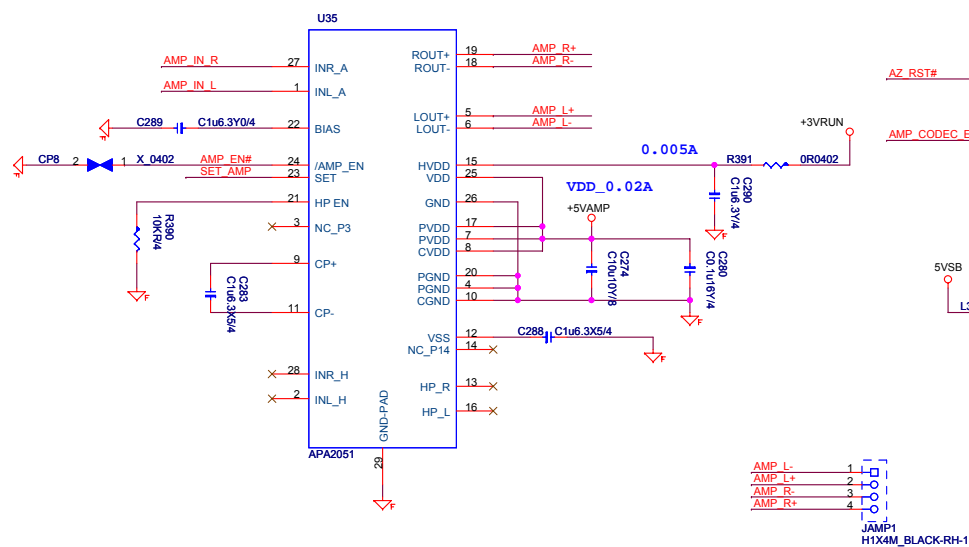 U35
AMP_IN_R 27 INR_A
AMP_IN_L 1 INL_A
C289 C1u6.3Y0/4 22 BIAS
CP8 2 1 X_0402 AMP_EN# 24 /AMP_EN
SET_AMP 23 SET
21 HP EN
R390
10KR/4
3 NC_P3
9 CP+
C283
C1u6.3X5/4
11 CP-
28 INR_H
2 INL_H
GND-PAD
29
APA2051
F
F
F
F
F
F
F
ROUT+ 19 AMP_R+
ROUT- 18 AMP_R-
LOUT+ 5 AMP_L+
LOUT- 6 AMP_L-
HVDD 15
VDD 25
GND 26
PVDD 17
PVDD 7
CVDD 8
PGND 20
PGND 4
CGND 10
VSS 12 C288 C1u6.3X5/4
NC_P14 14
HP_R 13
HP_L 16
0.005A
R391 0R0402
+3VRUN
C290
C1u6.3Y/4
VDD_0.02A
+5VAMP
C274
C10u10Y/8
C280
C0.1u16Y/4
F
AZ_RST#
AMP_CODEC_E
5VSB
L3
AMP_L- 1
AMP_L+ 2
AMP_R- 3
AMP_R+ 4
JAMP1
H1X4M_BLACK-RH-1